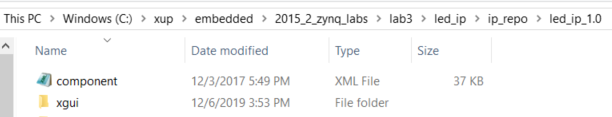 This PC > Windows (C:) > xup > embedded > 2015_2_zynq_labs > lab3 > led_ip > ip_repo > led_ip_1.0
Name Date modified Type Size
component 12/3/2017 5:49 PM XML File 37 KB
xgui 12/6/2019 3:53 PM File folder